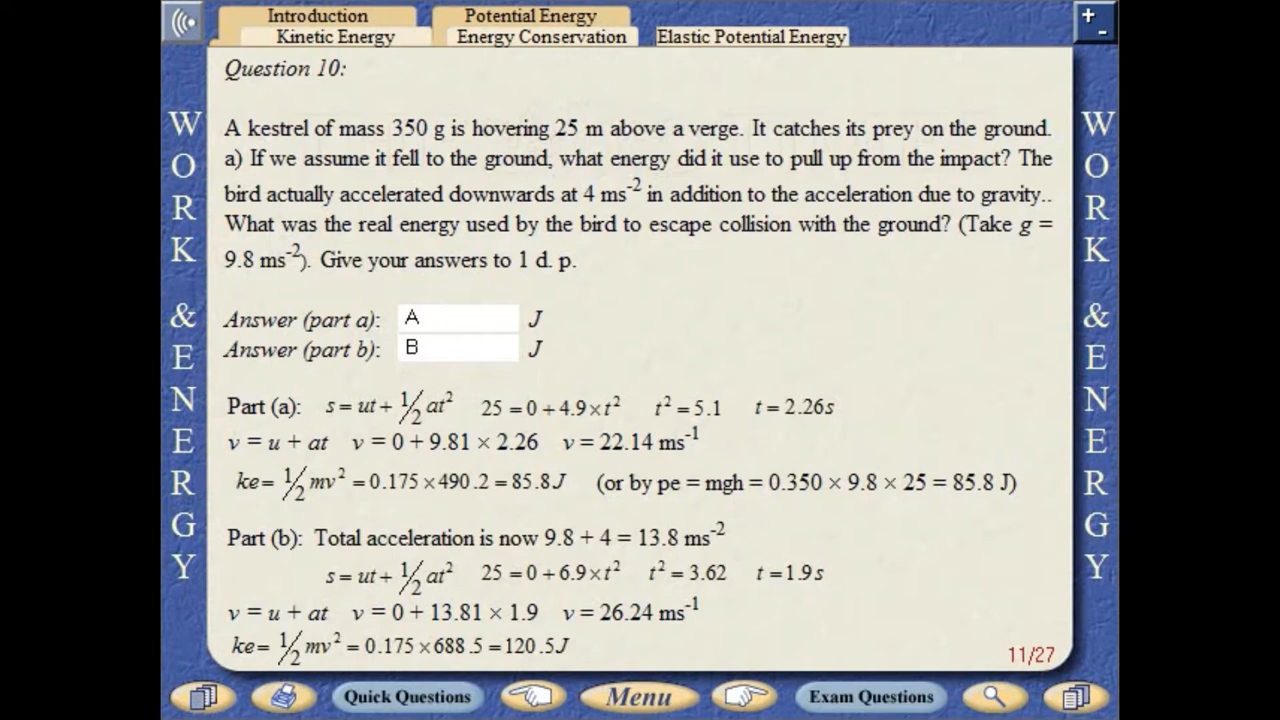 Introduction
Potential Energy
Kinetic Energy
Energy Conservation
Elastic Potential Energy
+
-
Question 10:
A kestrel of mass 350 g is hovering 25 m above a verge. It catches its prey on the ground.
a) If we assume it fell to the ground, what energy did it use to pull up from the impact? The
bird actually accelerated downwards at 4 ms⁻² in addition to the acceleration due to gravity..
What was the real energy used by the bird to escape collision with the ground? (Take g =
9.8 ms⁻²). Give your answers to 1 d. p.
Answer (part a): A J
Answer (part b): B J
Part (a): s = ut + 1/2 at² 25 = 0 + 4.9 × t² t² = 5.1 t = 2.26s
v = u + at v = 0 + 9.81 × 2.26 v = 22.14 ms⁻¹
ke = 1/2 mv² = 0.175 × 490.2 = 85.8J (or by pe = mgh = 0.350 × 9.8 × 25 = 85.8 J)
Part (b): Total acceleration is now 9.8 + 4 = 13.8 ms⁻²
s = ut + 1/2 at² 25 = 0 + 6.9 × t² t² = 3.62 t = 1.9s
v = u + at v = 0 + 13.81 × 1.9 v = 26.24 ms⁻¹
ke = 1/2 mv² = 0.175 × 688.5 = 120.5J
11/27
WORK & ENERGY
WORK & ENERGY
Quick Questions
Menu
Exam Questions